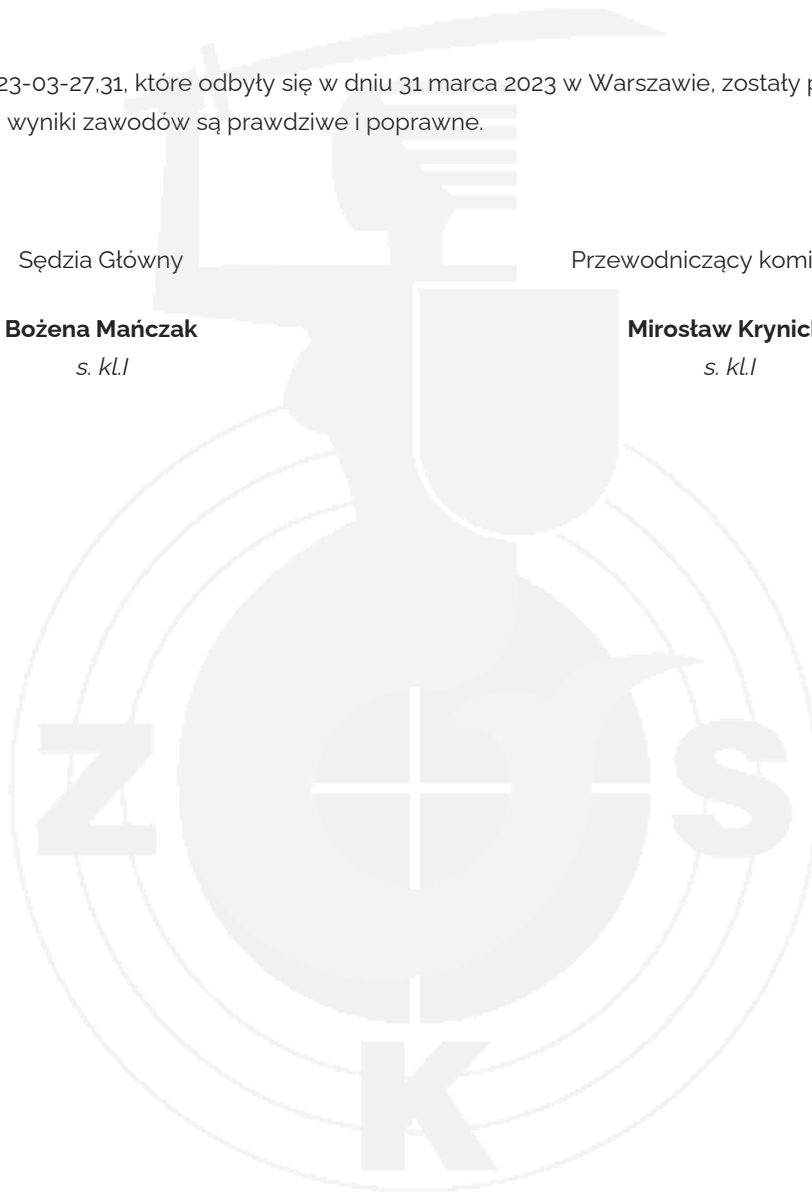 23-03-27,31, które odbyły się w dniu 31 marca 2023 w Warszawie, zostały p
wyniki zawodów są prawdziwe i poprawne.
Sędzia Główny Przewodniczący komi
Bożena Mańczak Mirosław Krynick
s. kl.I s. kl.I
Z S
K